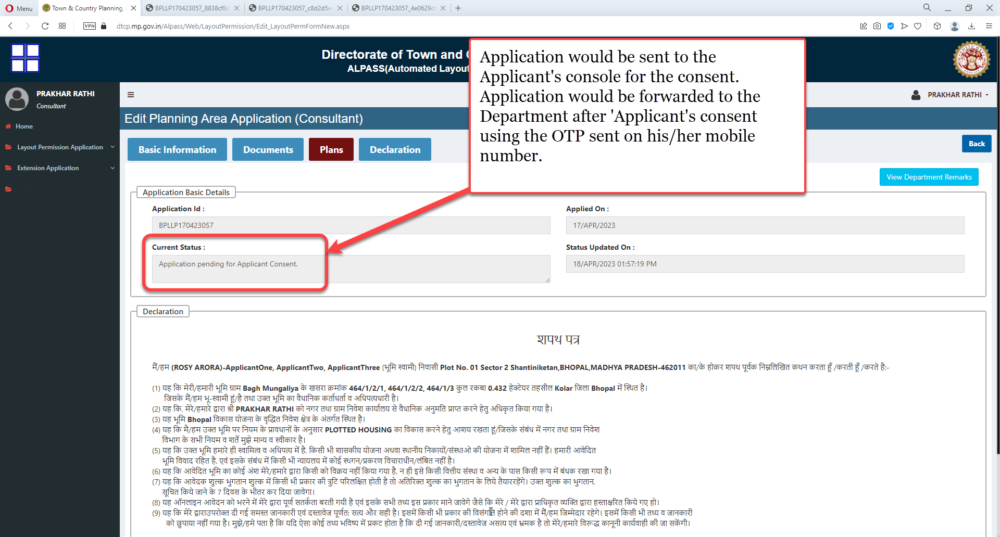 Menu
Town & Country Planning,
BPLLP170423057_8838cf84
BPLLP170423057_c8d2d5e
BPLLP170423057_4e0629d
VPN
dtcp.mp.gov.in/Alpass/Web/LayoutPermission/Edit_LayoutPermFormNew.aspx
Directorate of Town and
ALPASS(Automated Layout
Application would be sent to the
Applicant's console for the consent.
Application would be forwarded to the
Department after 'Applicant's consent
using the OTP sent on his/her mobile
number.
PRAKHAR RATHI
Consultant
PRAKHAR RATHI
Home
Layout Permission Application
Extension Application
Edit Planning Area Application (Consultant)
Basic Information
Documents
Plans
Declaration
Back
View Department Remarks
Application Basic Details
Application Id :
Applied On :
BPLLP170423057
17/APR/2023
Current Status :
Status Updated On :
Application pending for Applicant Consent.
18/APR/2023 01:57:19 PM
Declaration
शपथ पत्र
मैं/हम (ROSY ARORA)-ApplicantOne, ApplicantTwo, ApplicantThree (भूमि स्वामी) निवासी Plot No. 01 Sector 2 Shantiniketan,BHOPAL,MADHYA PRADESH-462011 का/के होकर शपथ पूर्वक निम्नलिखित कथन करता हूँ /करती हूँ /करते है:-
(1) यह कि मेरी/हमारी भूमि ग्राम Bagh Mungaliya के खसरा क्रमांक 464/1/2/1, 464/1/2/2, 464/1/3 कुल रकबा 0.432 हेक्टेयर तहसील Kolar जिला Bhopal में स्थित है।
जिसके मैं/हम भू-स्वामी हूं/है तथा उक्त भूमि का वैधानिक कर्ताधर्ता व अधिपत्यधारी है।
(2) यह कि, मेरे/हमारे द्वारा श्री PRAKHAR RATHI को नगर तथा ग्राम निवेश कार्यालय से वैधानिक अनुमति प्राप्त करने हेतु अधिकृत किया गया है।
(3) यह भूमि Bhopal विकास योजना के वृद्धित निवेश क्षेत्र के अंतर्गत स्थित है।
(4) यह कि मै/हम उक्त भूमि पर नियम के प्रावधानों के अनुसार PLOTTED HOUSING का विकास करने हेतु आशय रखता हूं/जिसके संबंध में नगर तथा ग्राम निवेश
विभाग के सभी नियम व शर्ते मुझे मान्य व स्वीकार है।
(5) यह कि उक्त भूमि हमारे ही स्वामित्व व अधिपत्य में है, किसी भी शासकीय योजना अथवा स्थानीय निकायों/संस्थाओ की योजना में शामिल नहीं हैं। हमारी आवेदित
भूमि विवाद रहित है, एवं इसके संबंध में किसी भी न्यायलय में कोई स्थगन/प्रकरण विचाराधीन/लंबित नहीं है।
(6) यह कि आवेदित भूमि का कोई अंश मेरे/हमारे द्वारा किसी को विक्रय नहीं किया गया है, न ही इसे किसी वित्तीय संस्था व अन्य के पास किसी रूप में बंधक रखा गया है।
(7) यह कि आवेदक शुल्क भुगतान शुल्क में किसी भी प्रकार की त्रुटि परिलक्षित होती है तो अतिरिक्त शुल्क का भुगतान के लिये तैयाररहेंगे। उक्त शुल्क का भुगतान,
सूचित किये जाने के 7 दिवस के भीतर कर दिया जावेगा।
(8) यह ऑनलाइन आवेदन को भरने में मेरे द्वारा पूर्ण सतर्कता बरती गयी है एवं इसके सभी तथ्य इस प्रकार माने जावेगे जैसे कि मेरे / मेरे द्वारा प्राधिकृत व्यक्ति द्वारा हस्ताक्षरित किये गए हो।
(9) यह कि मेरे द्वाराउपरोक्त दी गई समस्त जानकारी एवं दस्तावेज पूर्णत: सत्य और सही है। इसमें किसी भी प्रकार की विसंगति होने की दशा में मैं/हम जिम्मेदार रहेगे। इसमें किसी भी तथ्य व जानकारी
को छुपाया नहीं गया है। मुझे/हमे पता है कि यदि ऐसा कोई तथ्य भविष्य में प्रकट होता है कि दी गई जानकारी/दस्तावेज असत्य एवं भ्रमक है तो मेरे/हमारे विरूद्ध कानूनी कार्यवाही की जा सकेंगी।